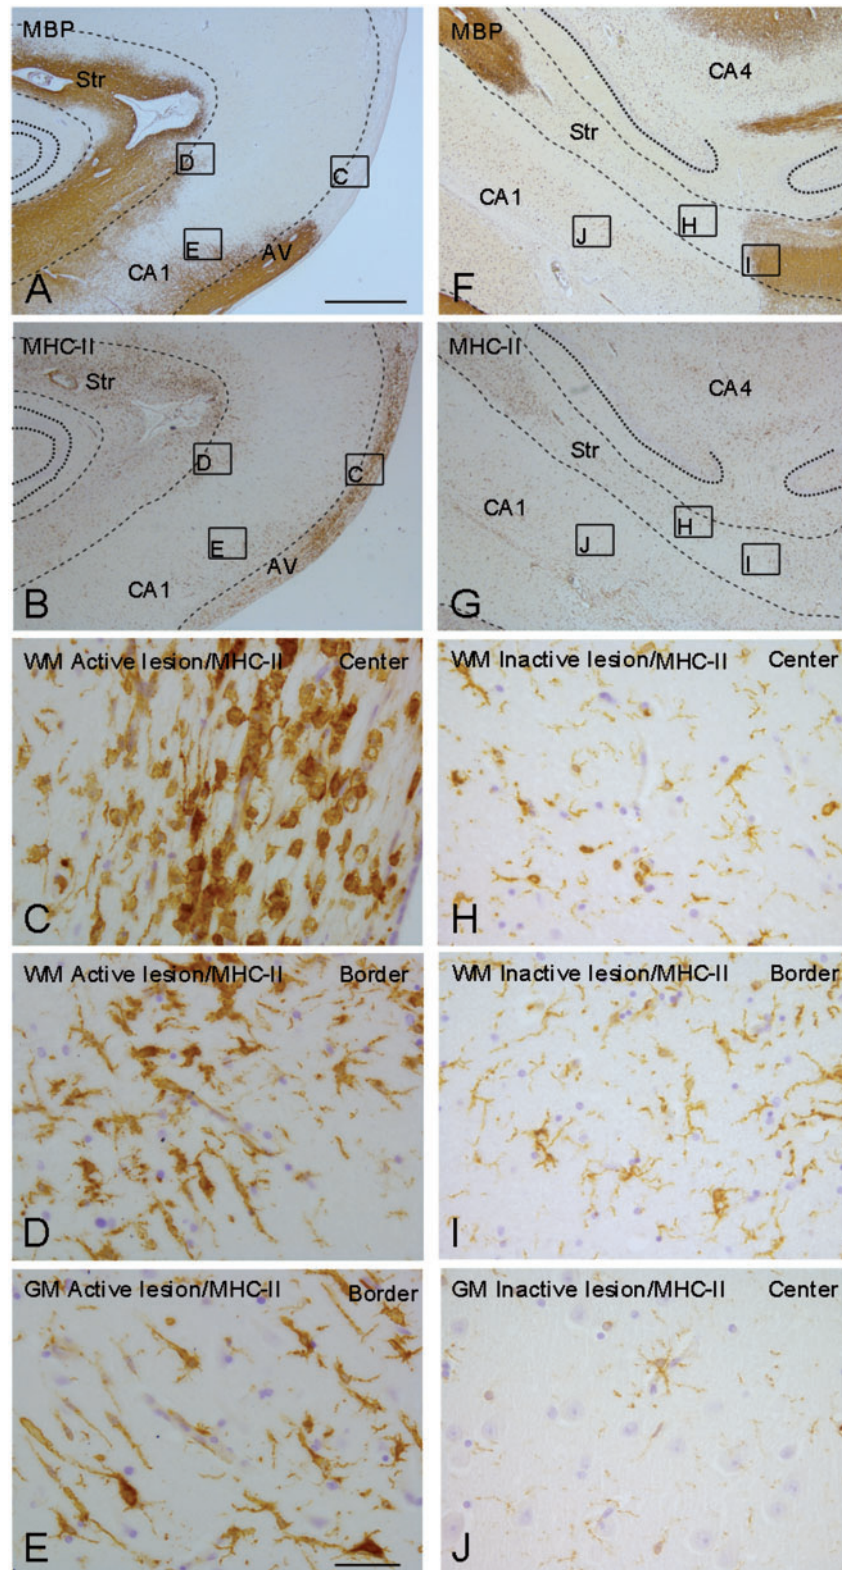 MBP
Str
D
C
E
AV
CA1
A
MHC-II
Str
D
C
E
AV
CA1
B
WM Active lesion/MHC-II Center
C
WM Active lesion/MHC-II Border
D
GM Active lesion/MHC-II Border
E
MBP
CA4
Str
CA1
H
J
I
F
MHC-II
CA4
Str
CA1
H
J
I
G
WM Inactive lesion/MHC-II Center
H
WM Inactive lesion/MHC-II Border
I
GM Inactive lesion/MHC-II Center
J